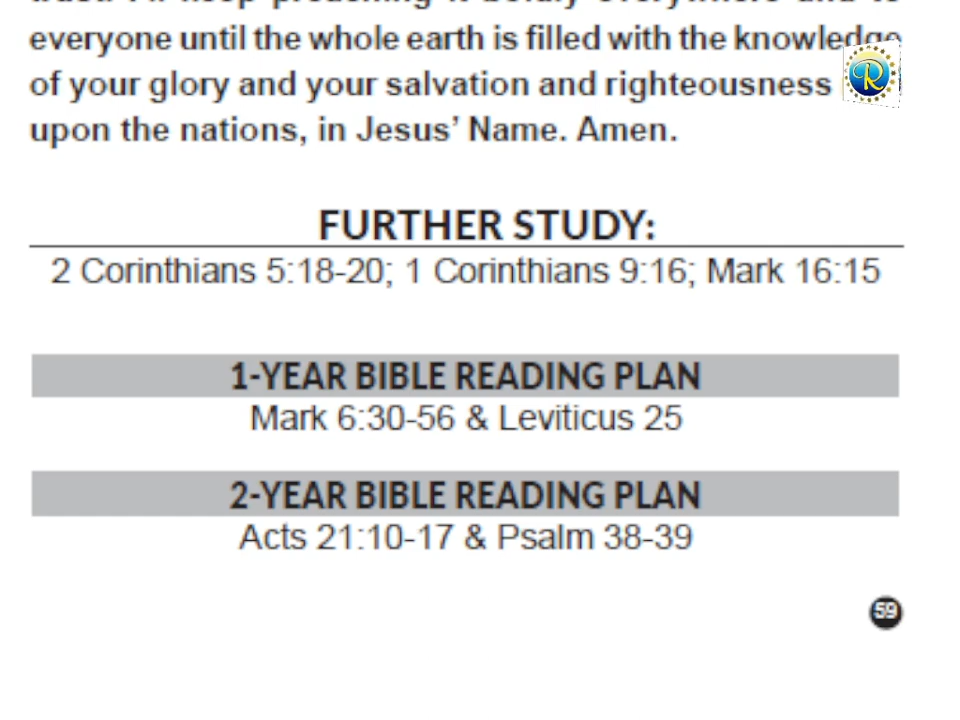 everyone until the whole earth is filled with the knowledge
of your glory and your salvation and righteousness
upon the nations, in Jesus' Name. Amen.
FURTHER STUDY:
2 Corinthians 5:18-20; 1 Corinthians 9:16; Mark 16:15
1-YEAR BIBLE READING PLAN
Mark 6:30-56 & Leviticus 25
2-YEAR BIBLE READING PLAN
Acts 21:10-17 & Psalm 38-39
59
R